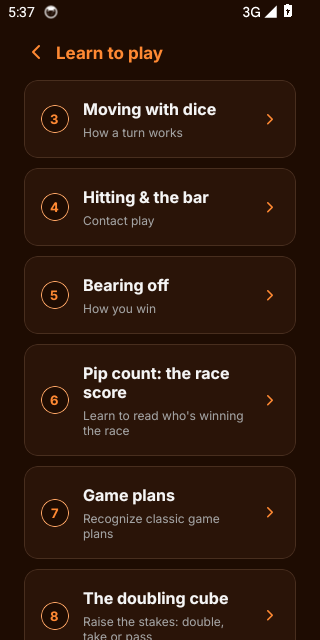 5:37
3G
Learn to play
3
Moving with dice
How a turn works
4
Hitting & the bar
Contact play
5
Bearing off
How you win
6
Pip count: the race
score
Learn to read who's winning
the race
7
Game plans
Recognize classic game
plans
8
The doubling cube
Raise the stakes: double,
take or pass